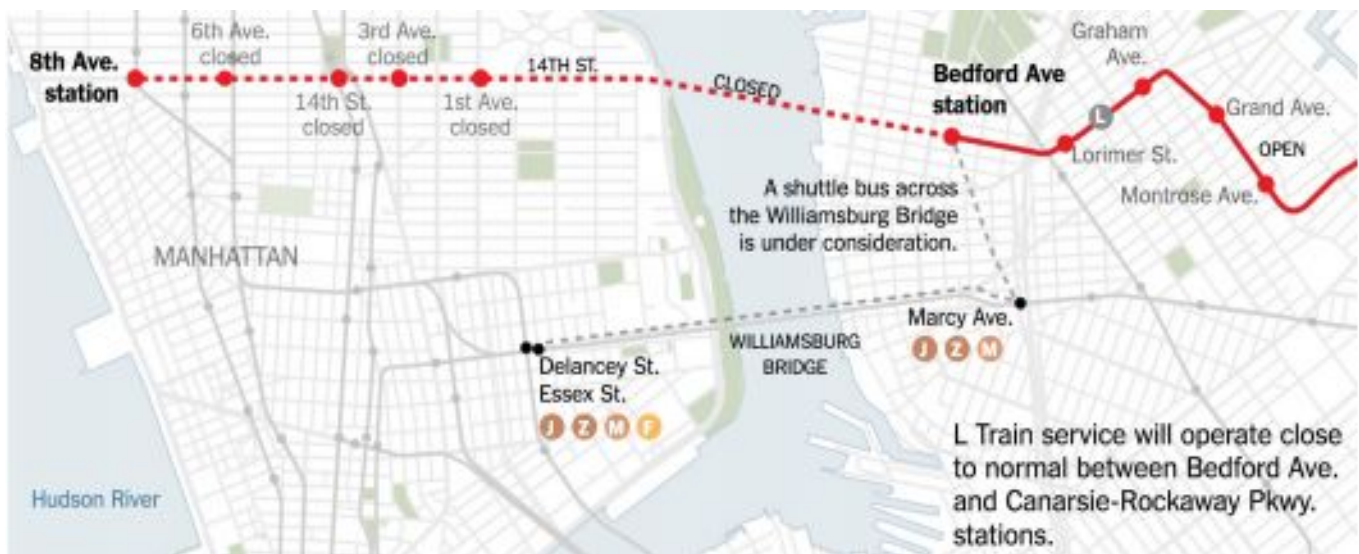 6th Ave.
closed
3rd Ave.
closed
8th Ave.
station
14TH ST.
14th St.
closed
1st Ave.
closed
CLOSED
Bedford Ave
station
Graham
Ave.
L
Grand Ave.
Lorimer St.
OPEN
Montrose Ave.
A shuttle bus across
the Williamsburg Bridge
is under consideration.
MANHATTAN
Marcy Ave.
J Z M
WILLIAMSBURG
BRIDGE
Delancey St.
Essex St.
J Z M F
L Train service will operate close
to normal between Bedford Ave.
and Canarsie-Rockaway Pkwy.
stations.
Hudson River